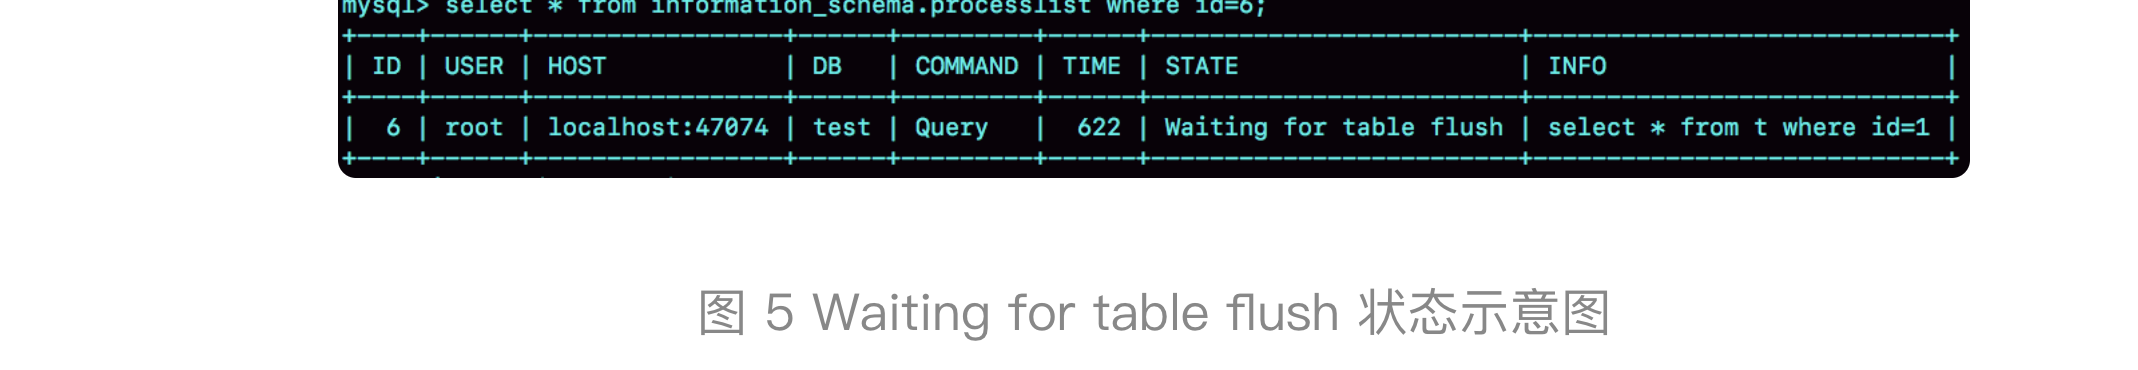 mysql> select * from information_schema.processlist where id=6;
+----+------+-----------------+------+---------+------+-------------------------+----------------------------+
| ID | USER | HOST            | DB   | COMMAND | TIME | STATE                   | INFO                       |
+----+------+-----------------+------+---------+------+-------------------------+----------------------------+
|  6 | root | localhost:47074 | test | Query   |  622 | Waiting for table flush | select * from t where id=1 |
+----+------+-----------------+------+---------+------+-------------------------+----------------------------+
图 5 Waiting for table flush 状态示意图